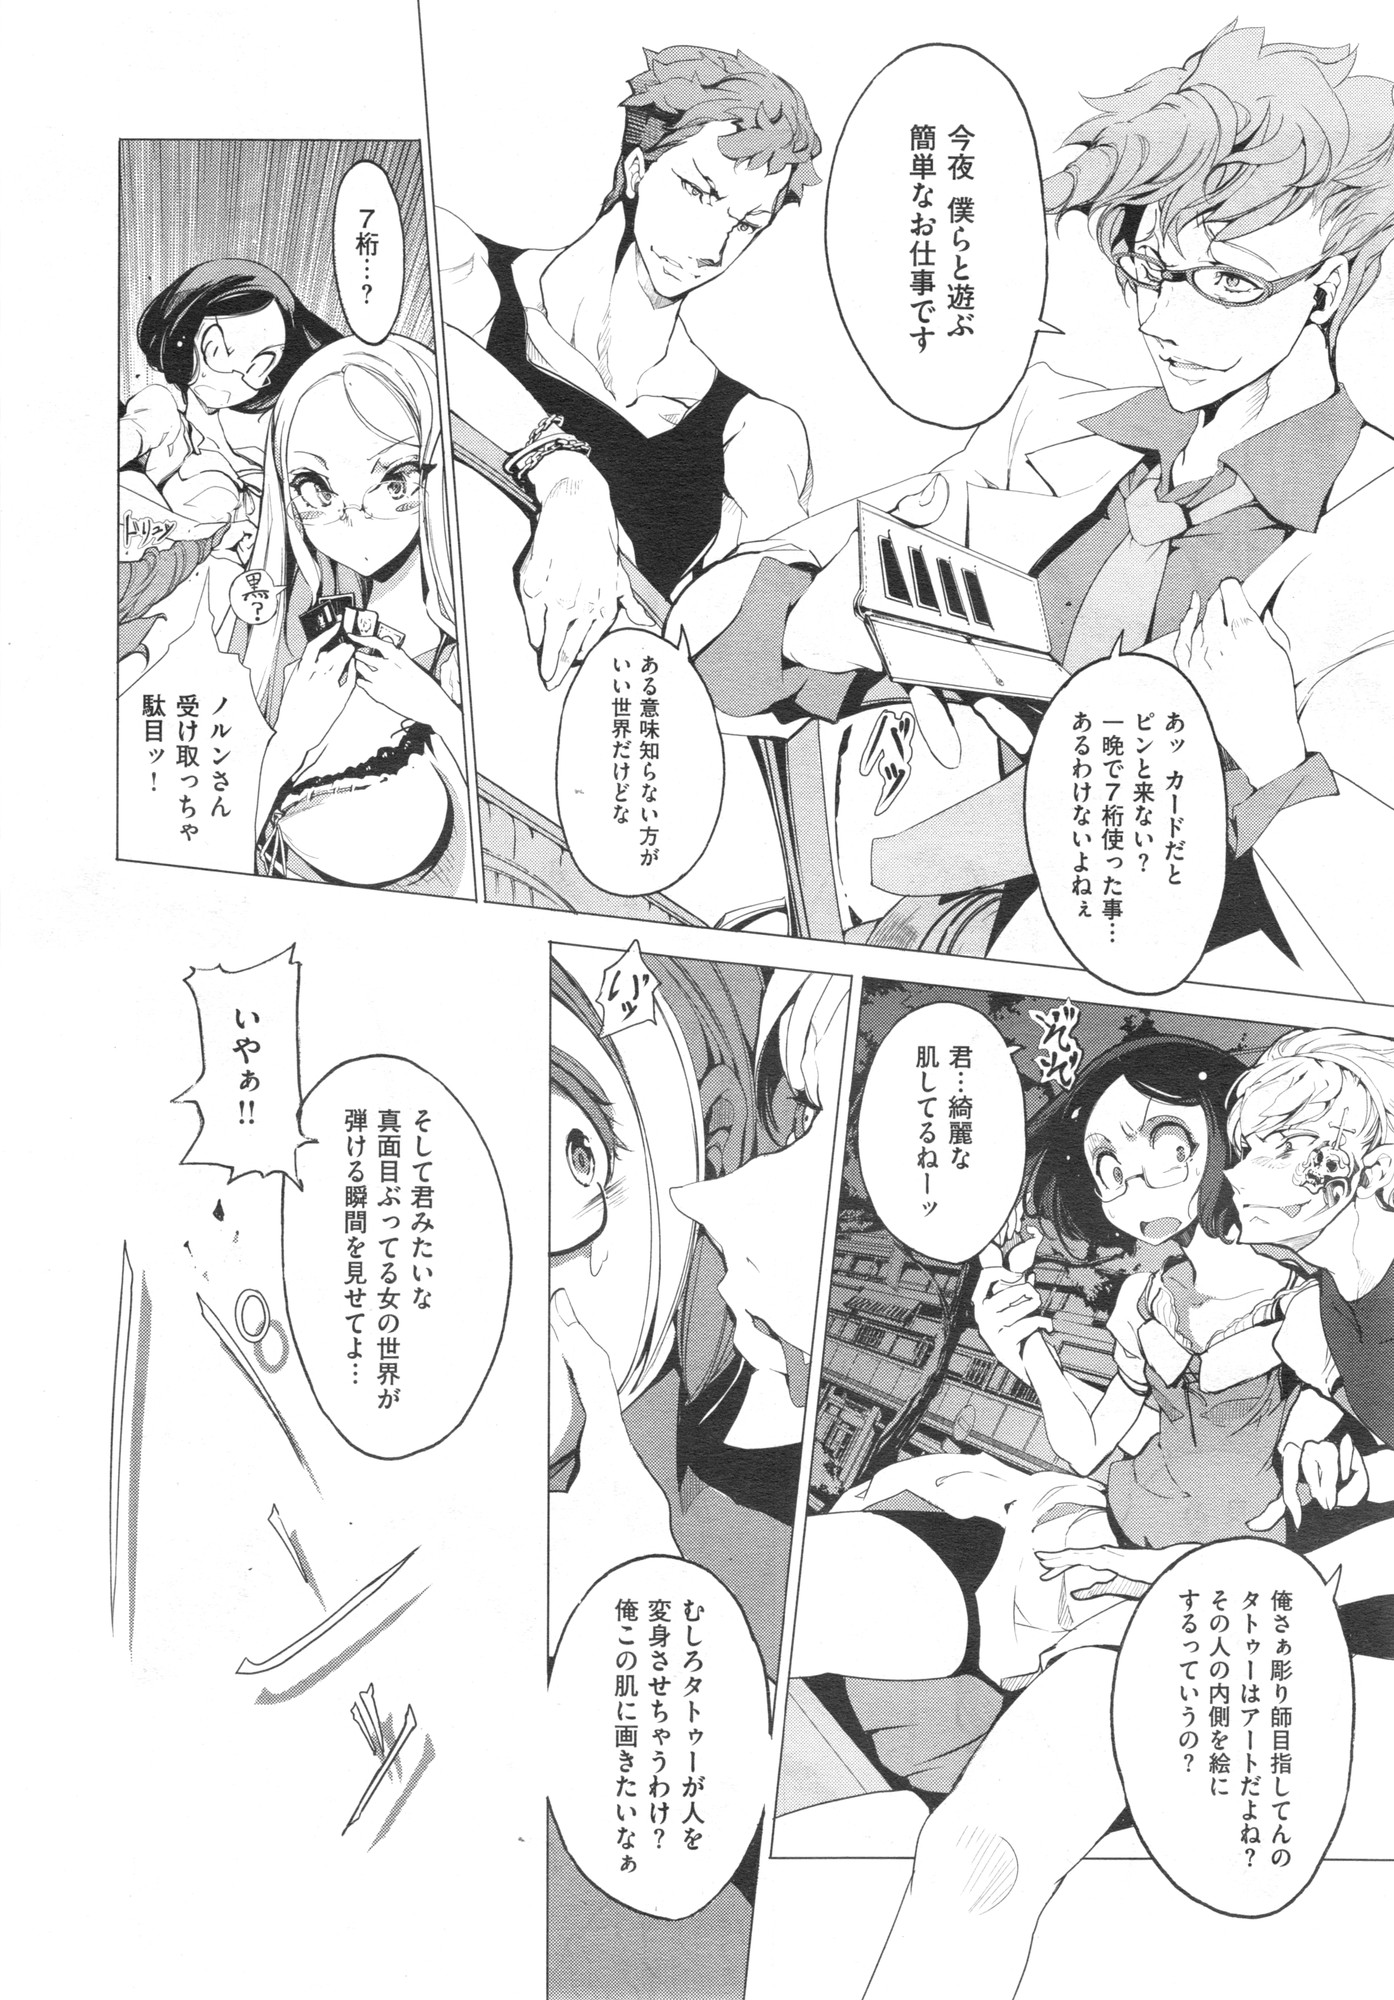 今夜 僕らと遊ぶ
簡単なお仕事です
あッ カードだと
ピンと来ない？
一晩で７桁使った事…
あるわけないよねぇ
ある意味知らない方が
いい世界だけどな
７桁…？
黒？
ノルンさん
受け取っちゃ
駄目ッ！
ぞぞぞ
君…綺麗な
肌してるねーッ
俺さぁ彫り師目指してんの
タトゥーはアートだよね？
その人の内側を絵に
するっていうの？
むしろタトゥーが人を
変身させちゃうわけ？
俺この肌に画きたいなぁ
そして君みたいな
真面目ぶってる女の世界が
弾ける瞬間を見せてよ…
いやぁ!!